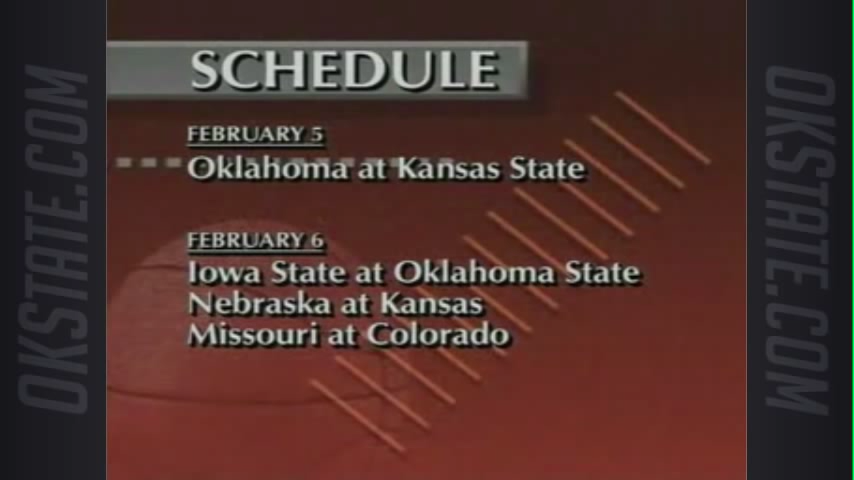 SCHEDULE
FEBRUARY 5
Oklahoma at Kansas State
FEBRUARY 6
Iowa State at Oklahoma State
Nebraska at Kansas
Missouri at Colorado
OKSTATE.COM
OKSTATE.COM